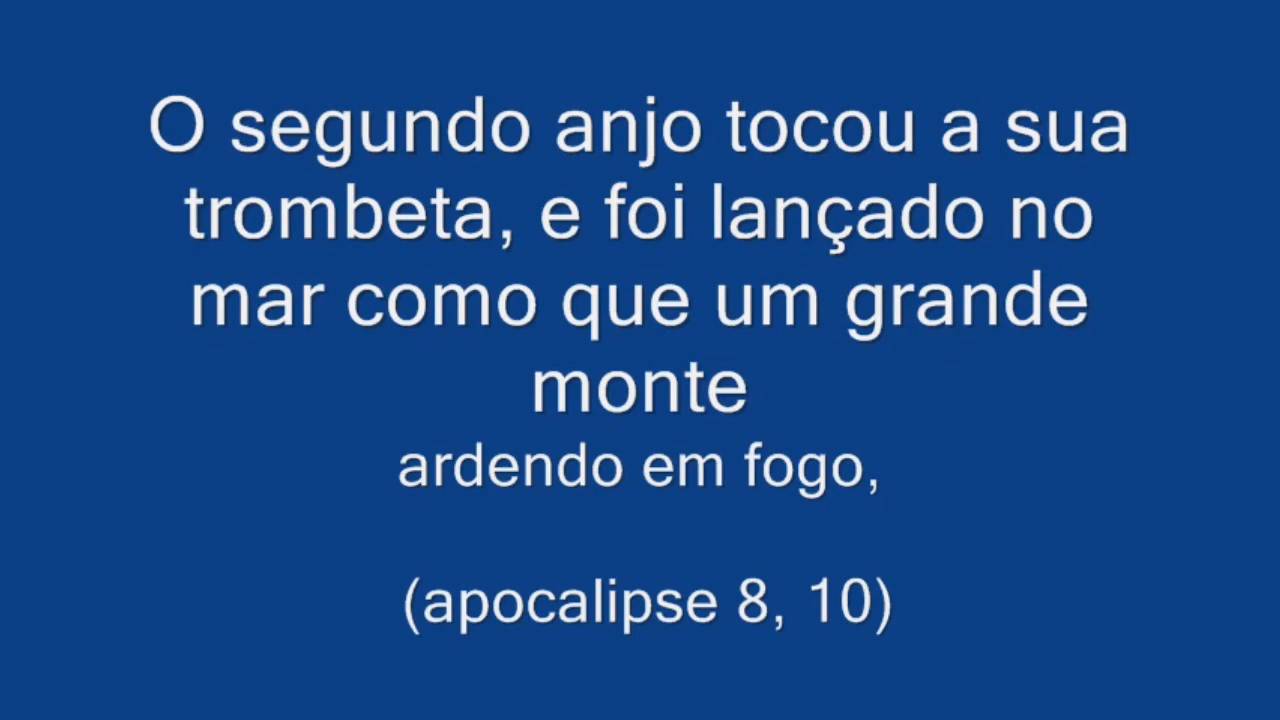 O segundo anjo tocou a sua
trombeta, e foi lançado no
mar como que um grande
monte
ardendo em fogo,
(apocalipse 8, 10)